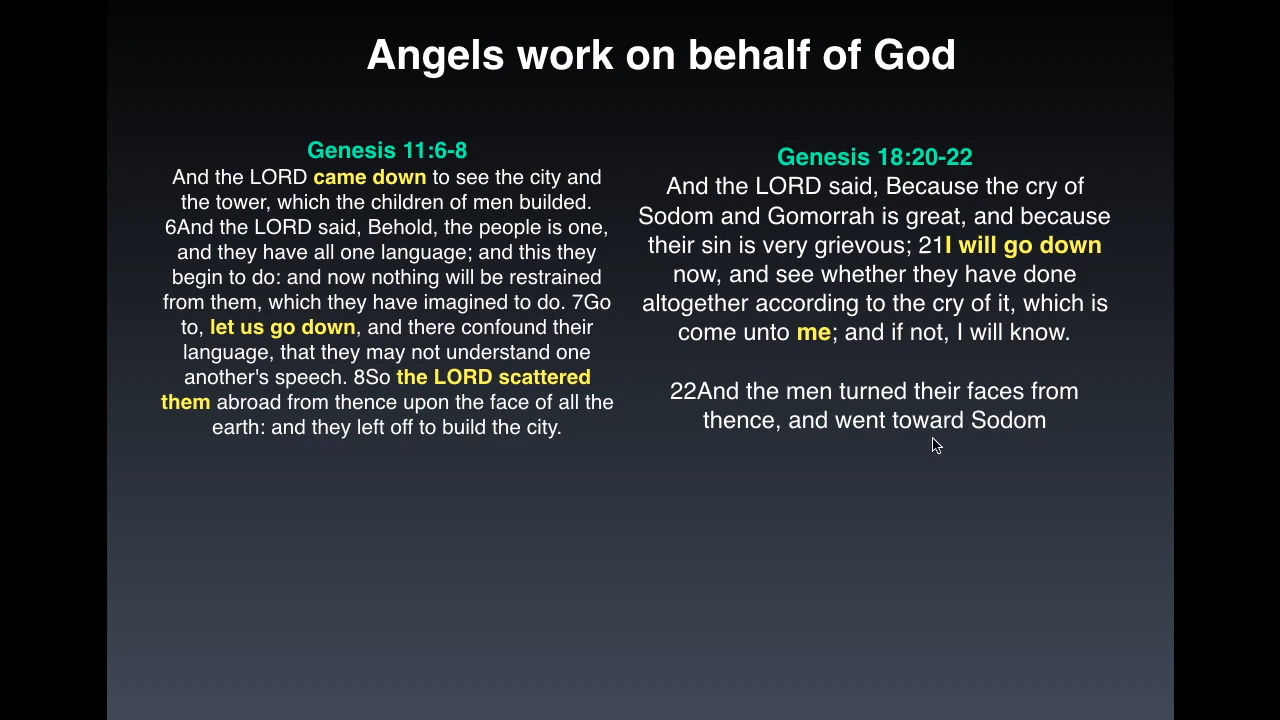 Angels work on behalf of God
Genesis 11:6-8
And the LORD came down to see the city and
the tower, which the children of men builded.
6And the LORD said, Behold, the people is one,
and they have all one language; and this they
begin to do: and now nothing will be restrained
from them, which they have imagined to do. 7Go
to, let us go down, and there confound their
language, that they may not understand one
another's speech. 8So the LORD scattered
them abroad from thence upon the face of all the
earth: and they left off to build the city.
Genesis 18:20-22
And the LORD said, Because the cry of
Sodom and Gomorrah is great, and because
their sin is very grievous; 21I will go down
now, and see whether they have done
altogether according to the cry of it, which is
come unto me; and if not, I will know.
22And the men turned their faces from
thence, and went toward Sodom